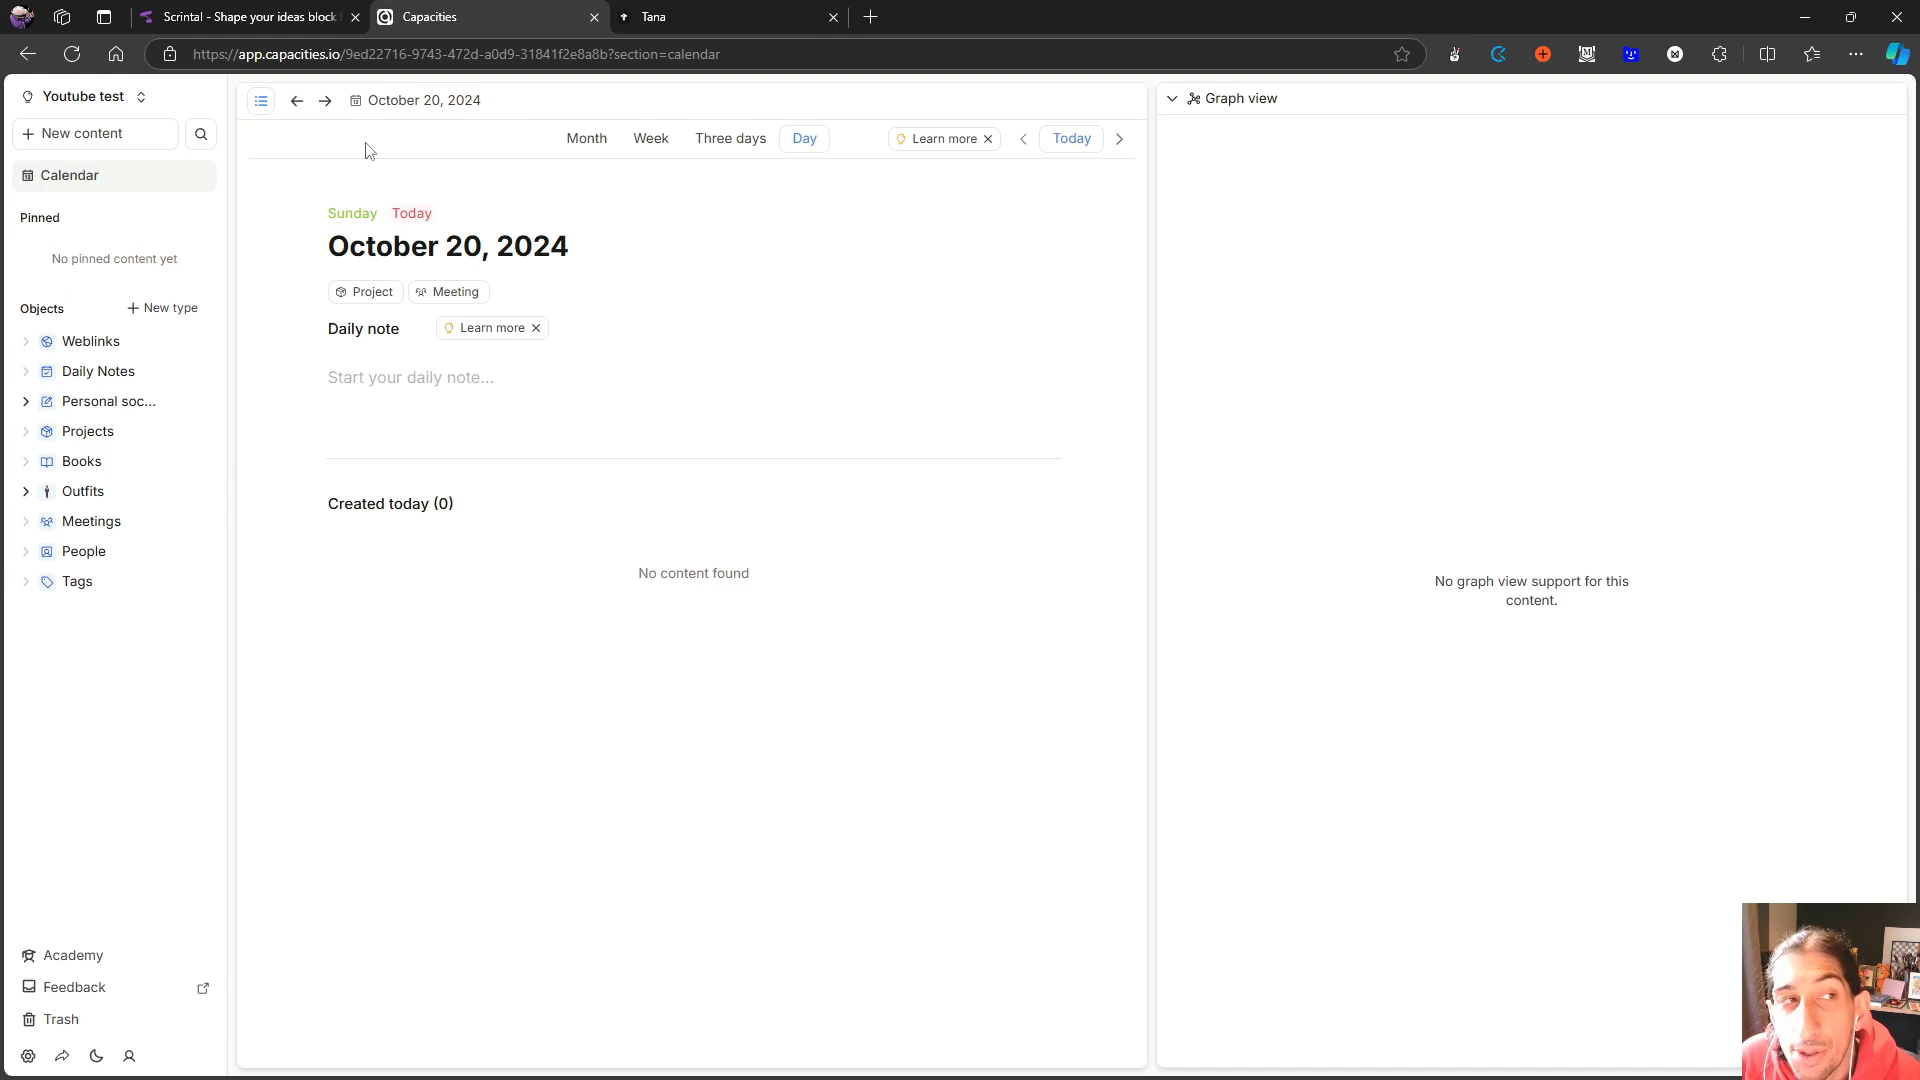 Scrintal - Shape your ideas block
Capacities
Tana
https://app.capacities.io/9ed22716-9743-472d-a0d9-31841f2e8a8b?section=calendar
Youtube test
New content
Calendar
Pinned
No pinned content yet
Objects
New type
Weblinks
Daily Notes
Personal soc...
Projects
Books
Outfits
Meetings
People
Tags
Academy
Feedback
Trash
October 20, 2024
Month
Week
Three days
Day
Learn more
Today
Sunday
Today
October 20, 2024
Project
Meeting
Daily note
Learn more
Start your daily note...
Created today (0)
No content found
Graph view
No graph view support for this
content.